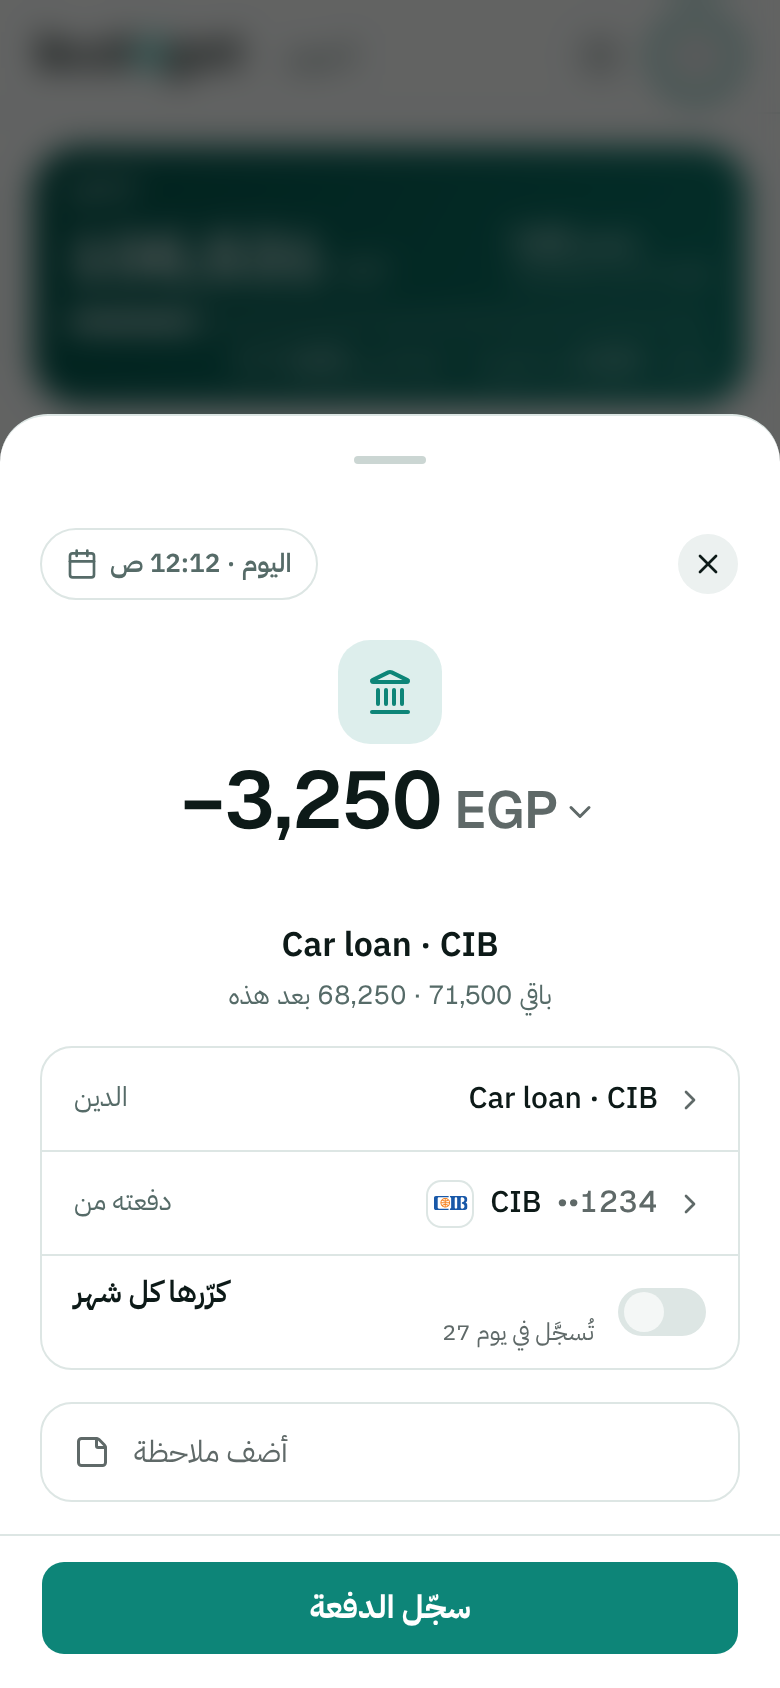 اليوم · 12:12 ص
−3,250 EGP
Car loan · CIB
باقي 71,500 · 68,250 بعد هذه
الدين
Car loan · CIB
دفعته من
CIB CIB ••1234
كرّرها كل شهر
تُسجَّل في يوم 27
أضف ملاحظة
سجّل الدفعة